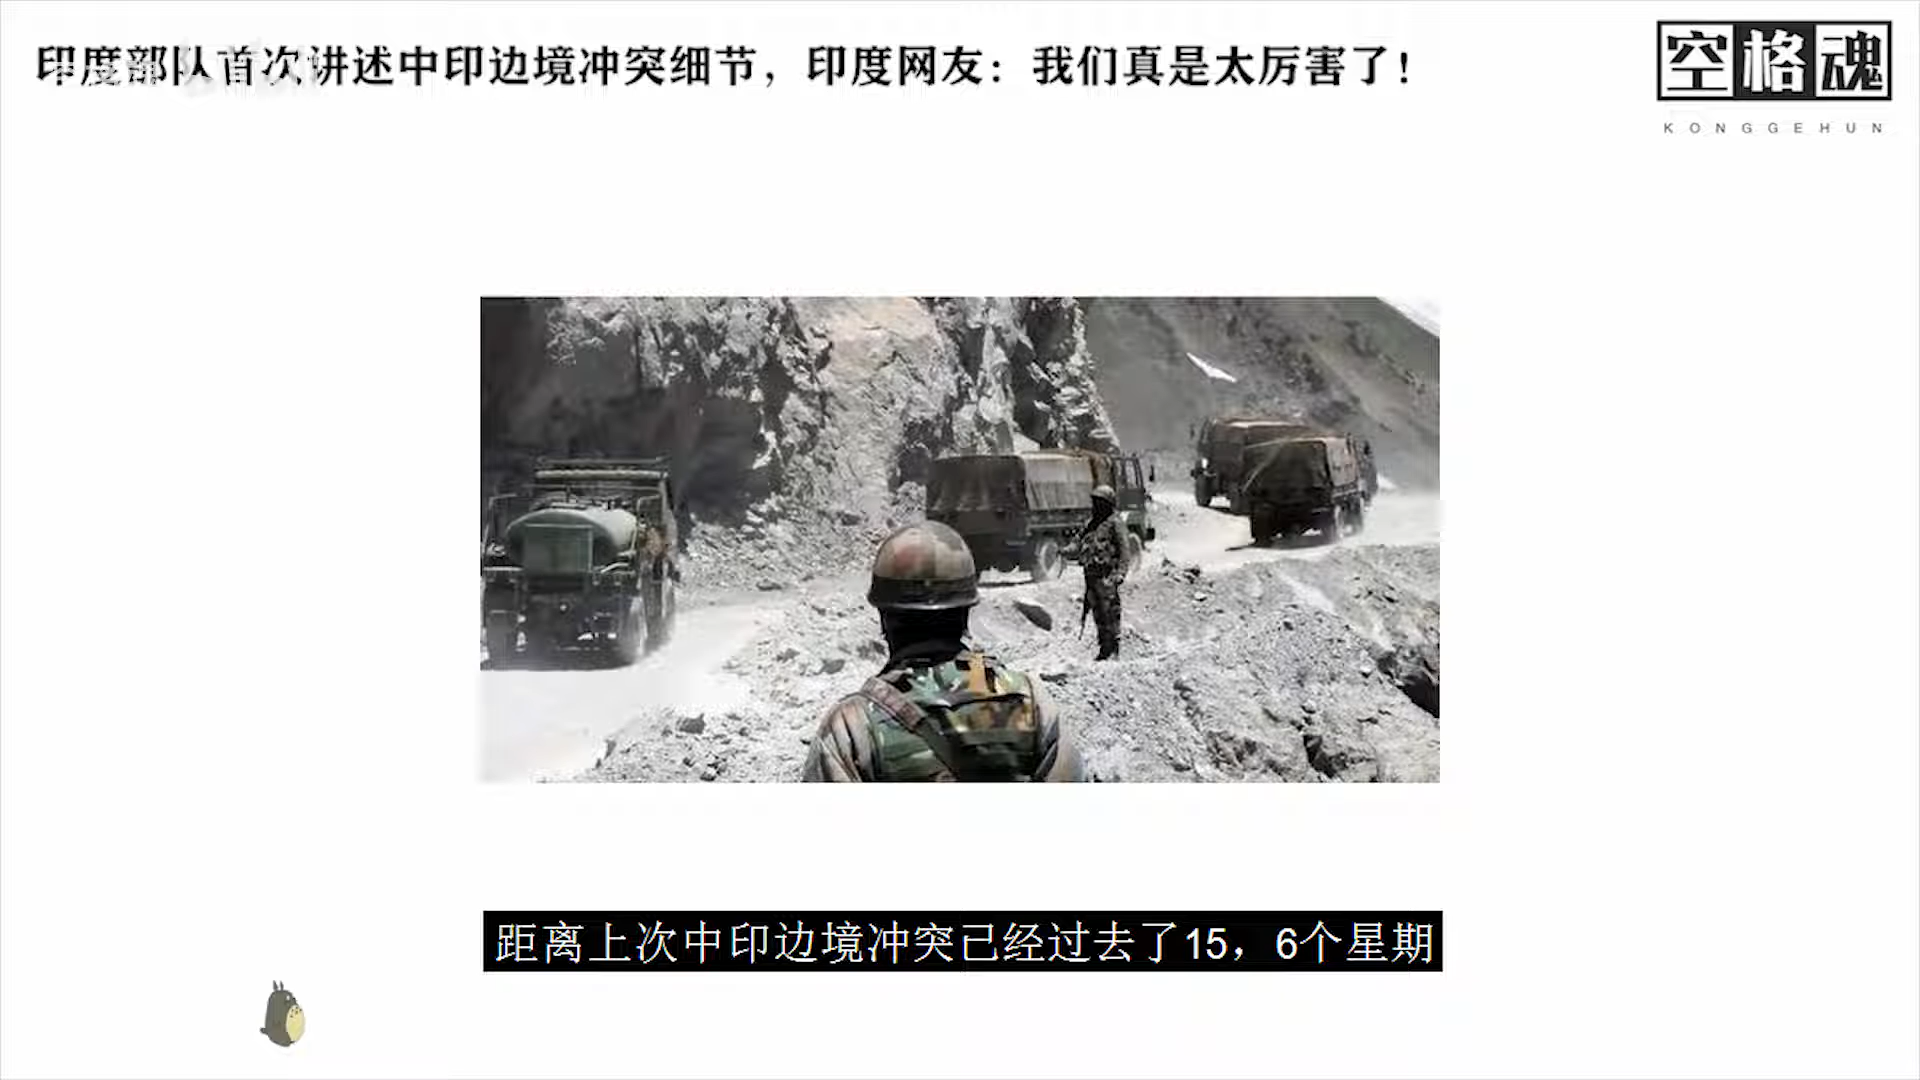 印度部队首次讲述中印边境冲突细节，印度网友：我们真是太厉害了！
空格魂
KONGGEHUN
距离上次中印边境冲突已经过去了15，6个星期